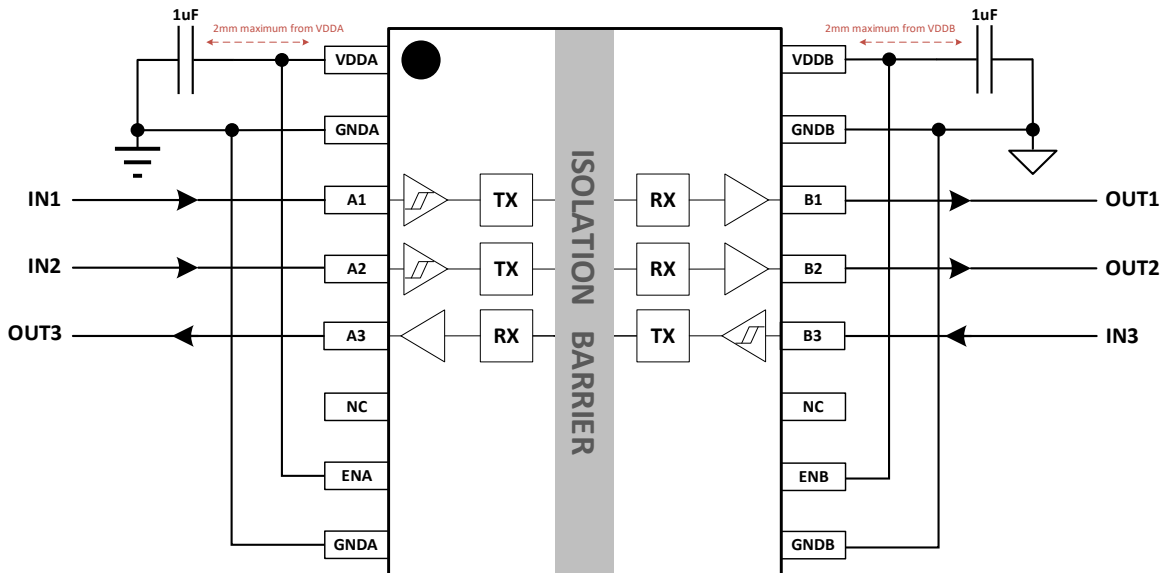 1uF
2mm maximum from VDDA
2mm maximum from VDDB
1uF
VDDA
VDDB
GNDA
GNDB
IN1
A1
TX
RX
B1
OUT1
IN2
A2
TX
RX
B2
OUT2
OUT3
A3
RX
TX
B3
IN3
ISOLATION BARRIER
NC
NC
ENA
ENB
GNDA
GNDB